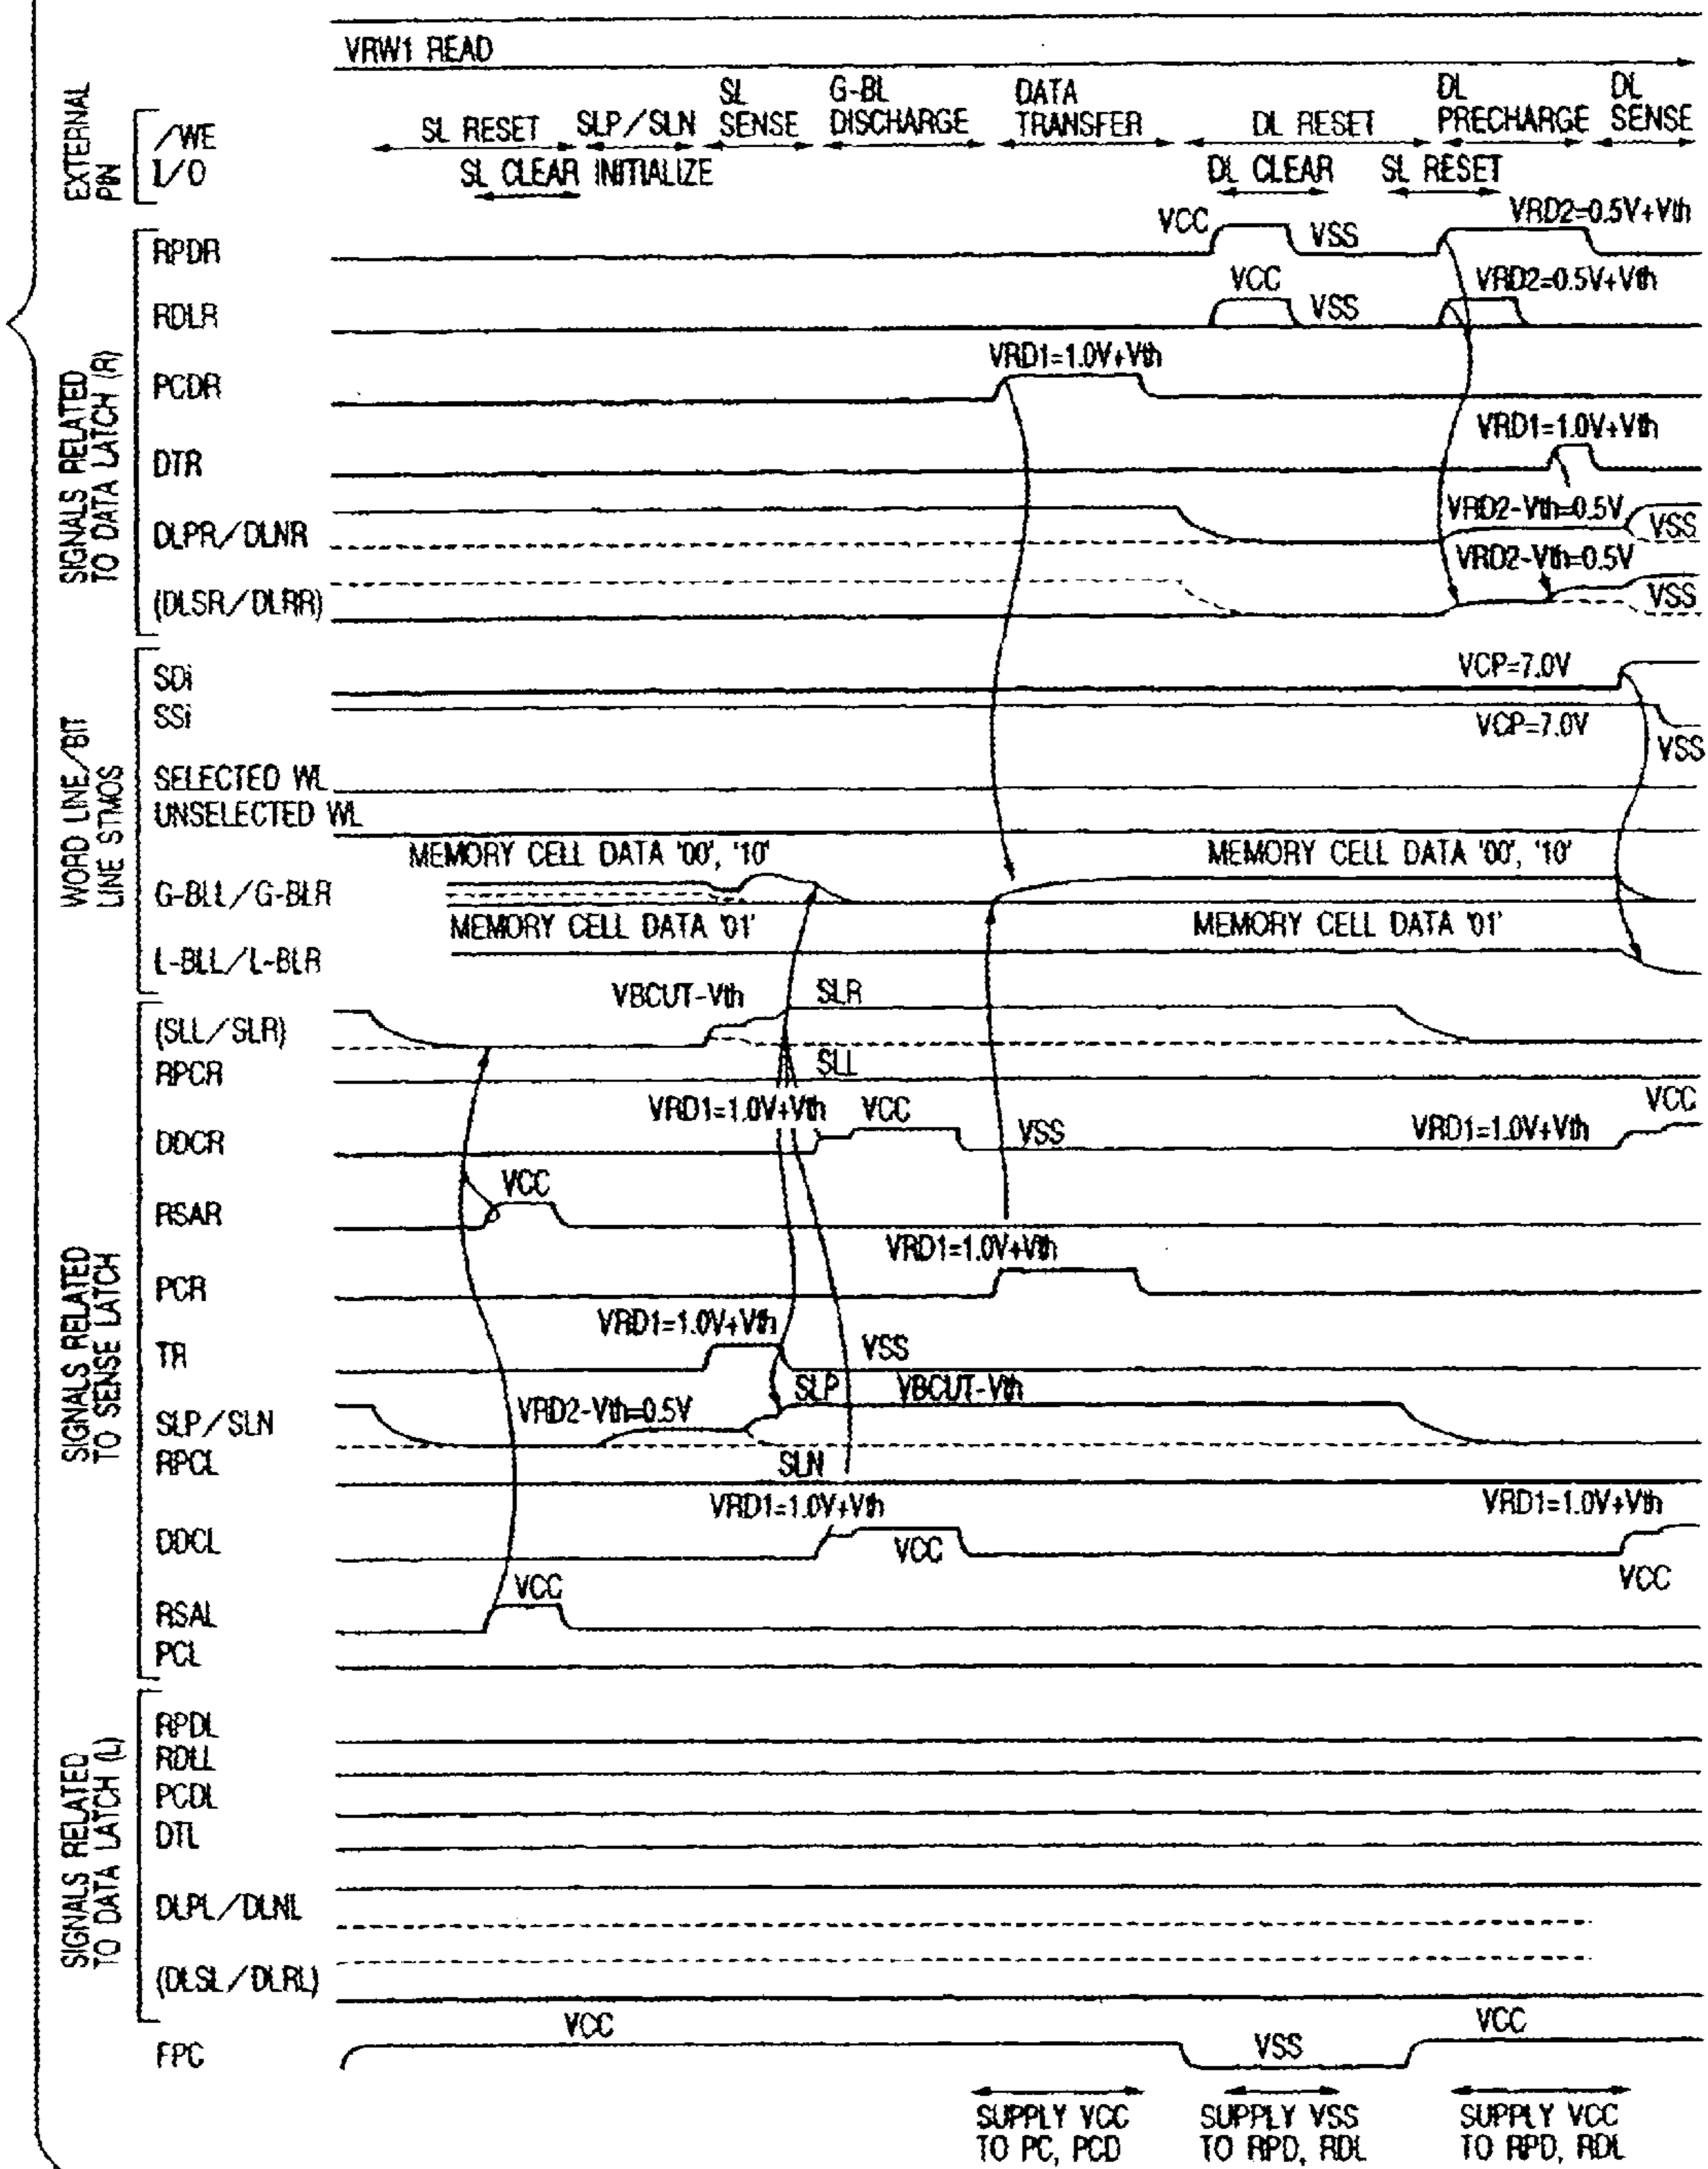 VRW1 READ
EXTERNAL PIN
/WE
I/O
SL RESET
SLP/SLN
SL SENSE
G-BL DISCHARGE
DATA TRANSFER
DL RESET
DL PRECHARGE
DL SENSE
SL CLEAR
INITIALIZE
DL CLEAR
SL RESET
SIGNALS RELATED TO DATA LATCH (R)
RPDR
VCC
VSS
VRD2=0.5V+Vth
RDLR
VCC
VSS
VRD2=0.5V+Vth
PCDR
VRD1=1.0V+Vth
DTR
VRD1=1.0V+Vth
DLPR/DLNR
VRD2-Vth=0.5V
VSS
(DLSR/DLRR)
VRD2-Vth=0.5V
VSS
WORD LINE/BIT LINE STMOS
SDi
VCP=7.0V
SSi
VCP=7.0V
VSS
SELECTED WL
UNSELECTED WL
MEMORY CELL DATA '00', '10'
MEMORY CELL DATA '00', '10'
G-BLL/G-BLR
MEMORY CELL DATA '01'
MEMORY CELL DATA '01'
L-BLL/L-BLR
SIGNALS RELATED TO SENSE LATCH
(SLL/SLR)
VBCUT-Vth
SLR
RPCR
SLL
DDCR
VRD1=1.0V+Vth
VCC
VSS
VRD1=1.0V+Vth
VCC
RSAR
VCC
PCR
VRD1=1.0V+Vth
TR
VRD1=1.0V+Vth
VSS
SLP/SLN
VRD2-Vth=0.5V
SLP
VBCUT-Vth
RPCL
SLN
DDCL
VRD1=1.0V+Vth
VCC
VRD1=1.0V+Vth
VCC
RSAL
VCC
PCL
SIGNALS RELATED TO DATA LATCH (L)
RPDL
RDLL
PCDL
DTL
DLPL/DLNL
(DLSL/DLRL)
FPC
VCC
VSS
VCC
SUPPLY VCC TO PC, PCD
SUPPLY VSS TO RPD, RDL
SUPPLY VCC TO RPD, RDL